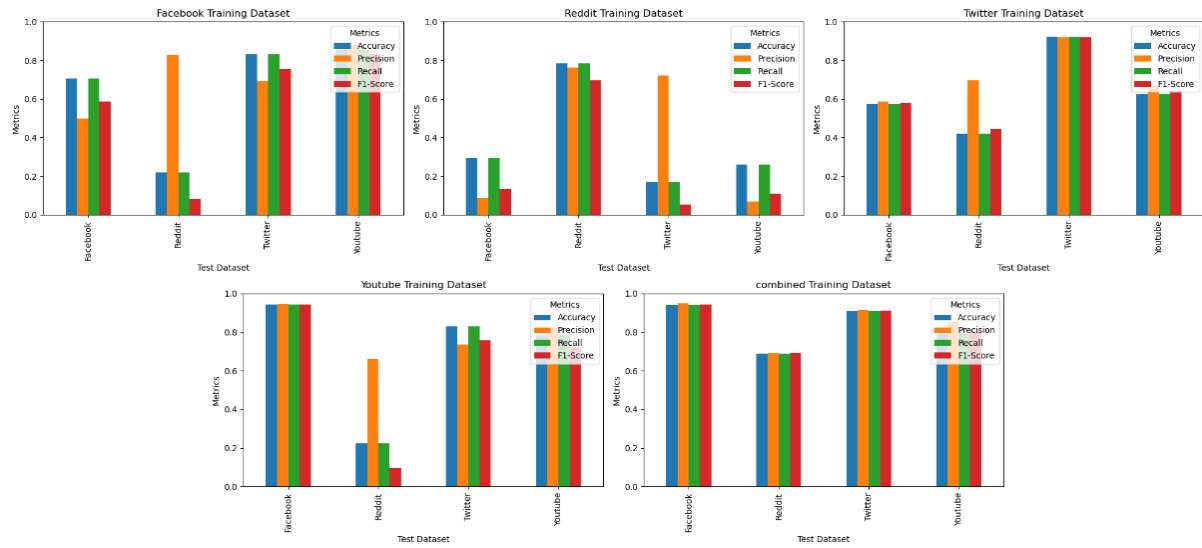 Facebook Training Dataset
1.0
0.8
0.6
0.4
0.2
0.0
Metrics
Metrics
Accuracy
Precision
Recall
F1-Score
Facebook
Reddit
Twitter
Youtube
Test Dataset
Reddit Training Dataset
1.0
0.8
0.6
0.4
0.2
0.0
Metrics
Metrics
Accuracy
Precision
Recall
F1-Score
Facebook
Reddit
Twitter
Youtube
Test Dataset
Twitter Training Dataset
1.0
0.8
0.6
0.4
0.2
0.0
Metrics
Metrics
Accuracy
Precision
Recall
F1-Score
Facebook
Reddit
Twitter
Youtube
Test Dataset
Youtube Training Dataset
1.0
0.8
0.6
0.4
0.2
0.0
Metrics
Metrics
Accuracy
Precision
Recall
F1-Score
Facebook
Reddit
Twitter
Youtube
Test Dataset
combined Training Dataset
1.0
0.8
0.6
0.4
0.2
0.0
Metrics
Metrics
Accuracy
Precision
Recall
F1-Score
Facebook
Reddit
Twitter
Youtube
Test Dataset